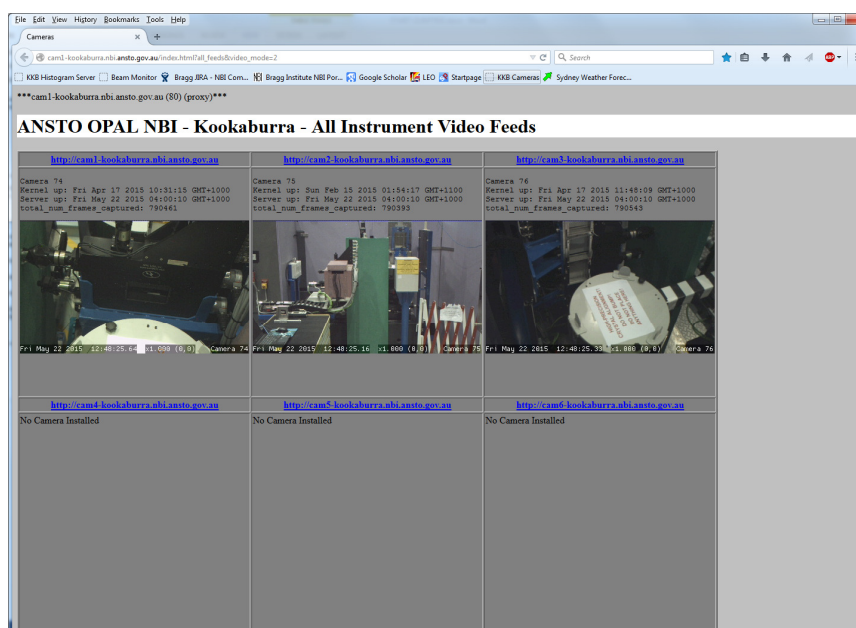 File Edit View History Bookmarks Tools Help
Cameras × +
cam1-kookaburra.nbi.ansto.gov.au/index.html?all_feeds&video_mode=2
Search
KKB Histogram Server Beam Monitor Bragg JIRA - NBI Com... Bragg Institute NBI Por... Google Scholar LEO Startpage KKB Cameras Sydney Weather Forec...
***cam1-kookaburra.nbi.ansto.gov.au (80) (proxy)***
ANSTO OPAL NBI - Kookaburra - All Instrument Video Feeds
http://cam1-kookaburra.nbi.ansto.gov.au
Camera 74
Kernel up: Fri Apr 17 2015 10:31:15 GMT+1000
Server up: Fri May 22 2015 04:00:10 GMT+1000
total_num_frames_captured: 790461
Fri May 22 2015 12:48:25.64 x1.000 (0,0) Camera 74
http://cam2-kookaburra.nbi.ansto.gov.au
Camera 75
Kernel up: Sun Feb 15 2015 01:54:17 GMT+1100
Server up: Fri May 22 2015 04:00:10 GMT+1000
total_num_frames_captured: 790393
Fri May 22 2015 12:48:25.16 x1.000 (0,0) Camera 75
http://cam3-kookaburra.nbi.ansto.gov.au
Camera 76
Kernel up: Fri Apr 17 2015 11:48:09 GMT+1000
Server up: Fri May 22 2015 04:00:10 GMT+1000
total_num_frames_captured: 790543
Fri May 22 2015 12:48:25.33 x1.000 (0,0) Camera 76
http://cam4-kookaburra.nbi.ansto.gov.au
No Camera Installed
http://cam5-kookaburra.nbi.ansto.gov.au
No Camera Installed
http://cam6-kookaburra.nbi.ansto.gov.au
No Camera Installed